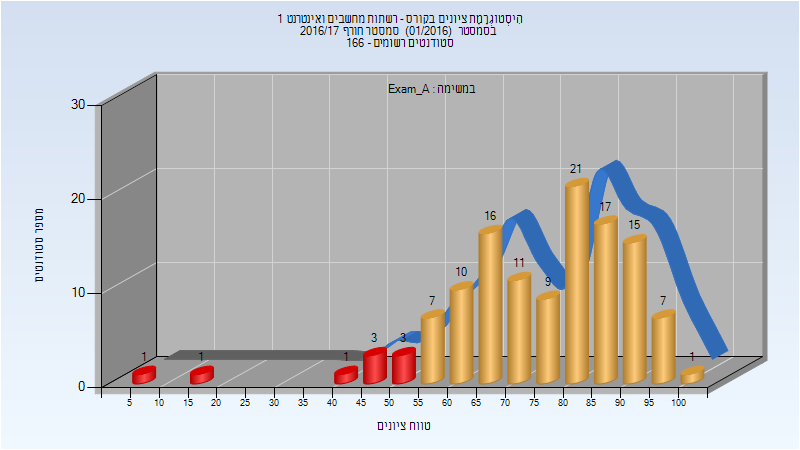 היסטוגרמת ציונים בקורס - רשתות מחשבים ואינטרנט 1
בסמסטר (01/2016) סמסטר חורף 2016/17
סטודנטים רשומים - 166
במשימה : Exam_A
מספר סטודנטים
30
20
10
0
1 1 1 3 3 7 10 16 11 9 21 17 15 7 1
5 10 15 20 25 30 35 40 45 50 55 60 65 70 75 80 85 90 95 100
טווח ציונים